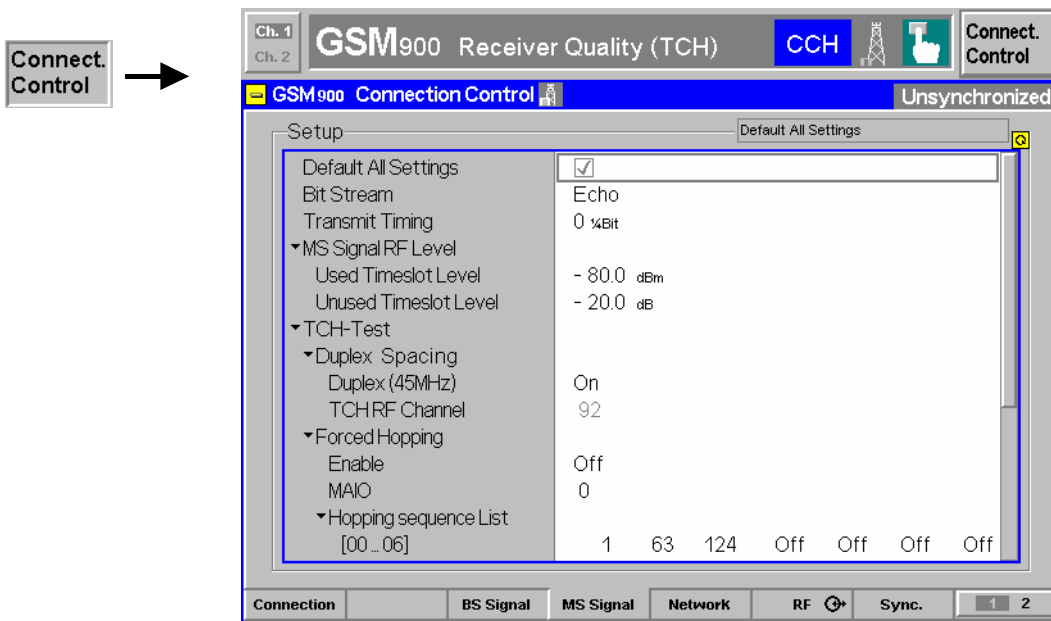 Connect.
Control
Ch. 1
Ch. 2
GSM900 Receiver Quality (TCH)
CCH
Connect.
Control
GSM900 Connection Control
Unsynchronized
Setup
Default All Settings
Default All Settings
Bit Stream Echo
Transmit Timing 0 ¼Bit
MS Signal RF Level
Used Timeslot Level - 80.0 dBm
Unused Timeslot Level - 20.0 dB
TCH-Test
Duplex Spacing
Duplex (45MHz) On
TCH RF Channel 92
Forced Hopping
Enable Off
MAIO 0
Hopping sequence List
[00 .. 06] 1 63 124 Off Off Off Off
Connection BS Signal MS Signal Network RF Sync. 1 2